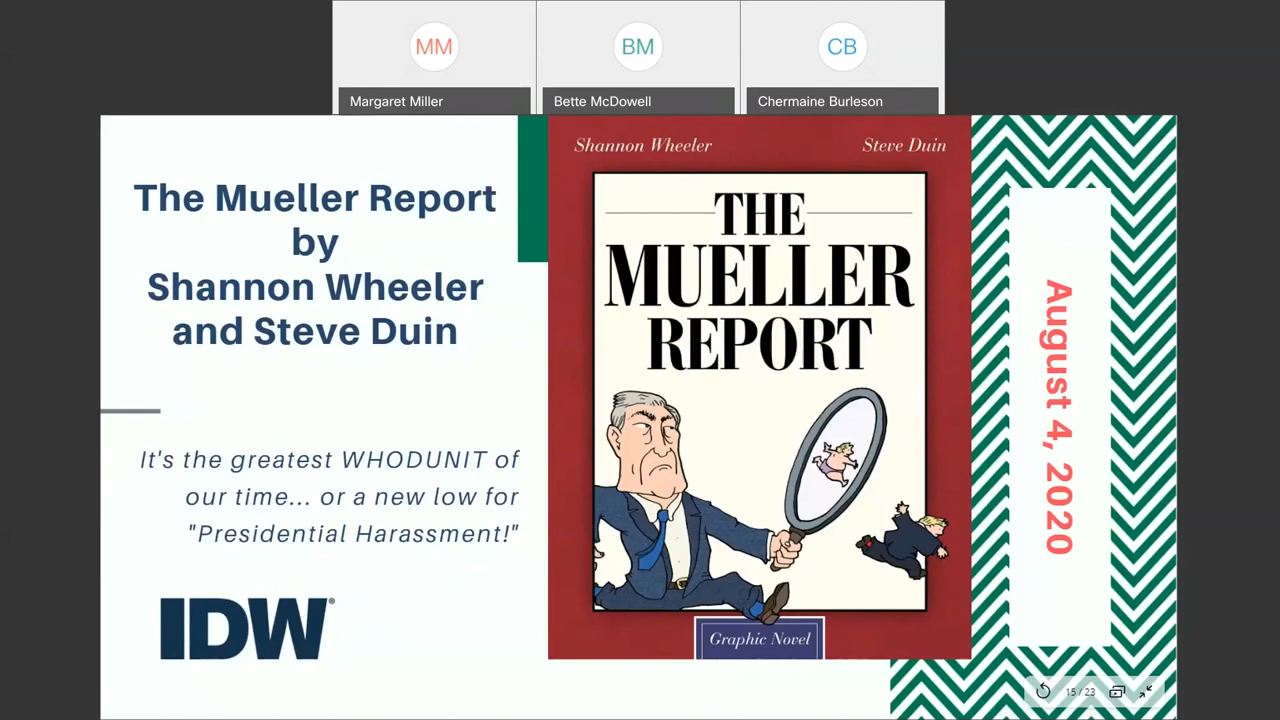 MM
BM
CB
Margaret Miller
Bette McDowell
Chermaine Burleson
The Mueller Report
by
Shannon Wheeler
and Steve Duin
It's the greatest WHODUNIT of
our time... or a new low for
"Presidential Harassment!"
IDW®
Shannon Wheeler
Steve Duin
THE
MUELLER
REPORT
Graphic Novel
August 4, 2020
15 / 23